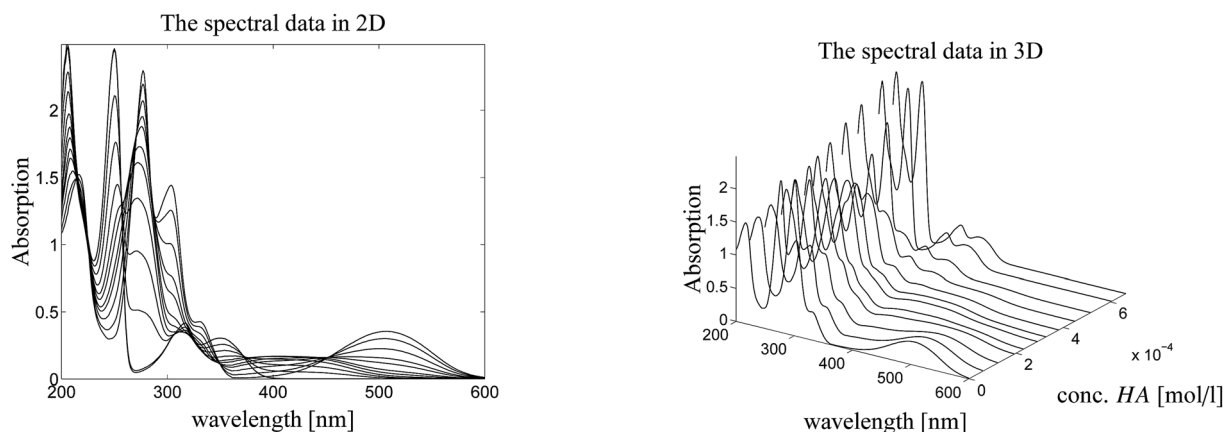 The spectral data in 2D
2
1.5
1
0.5
0
Absorption
200 300 400 500 600
wavelength [nm]
The spectral data in 3D
2
1.5
1
0.5
0
Absorption
200
300
400
500
600
wavelength [nm]
0
2
4
6
x 10⁻⁴
conc. HA [mol/l]